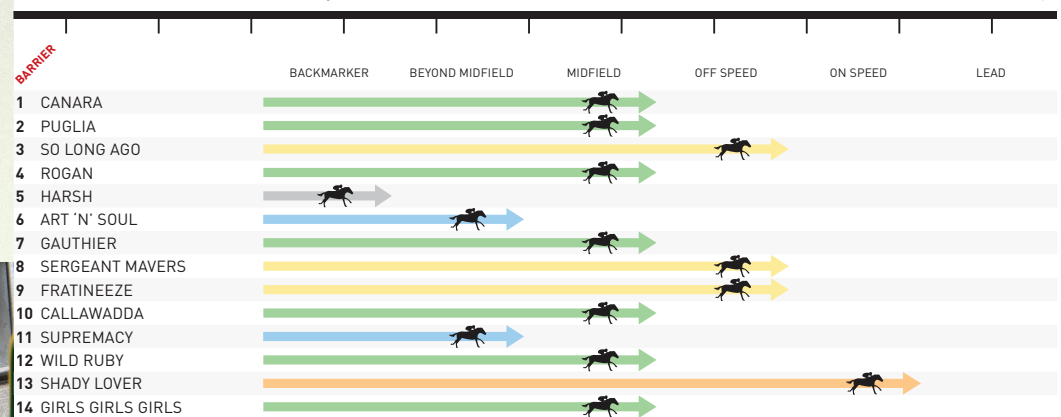 BARRIER
BACKMARKER BEYOND MIDFIELD MIDFIELD OFF SPEED ON SPEED LEAD
1 CANARA
2 PUGLIA
3 SO LONG AGO
4 ROGAN
5 HARSH
6 ART ‘N’ SOUL
7 GAUTHIER
8 SERGEANT MAVERS
9 FRATINEEZE
10 CALLAWADDA
11 SUPREMACY
12 WILD RUBY
13 SHADY LOVER
14 GIRLS GIRLS GIRLS